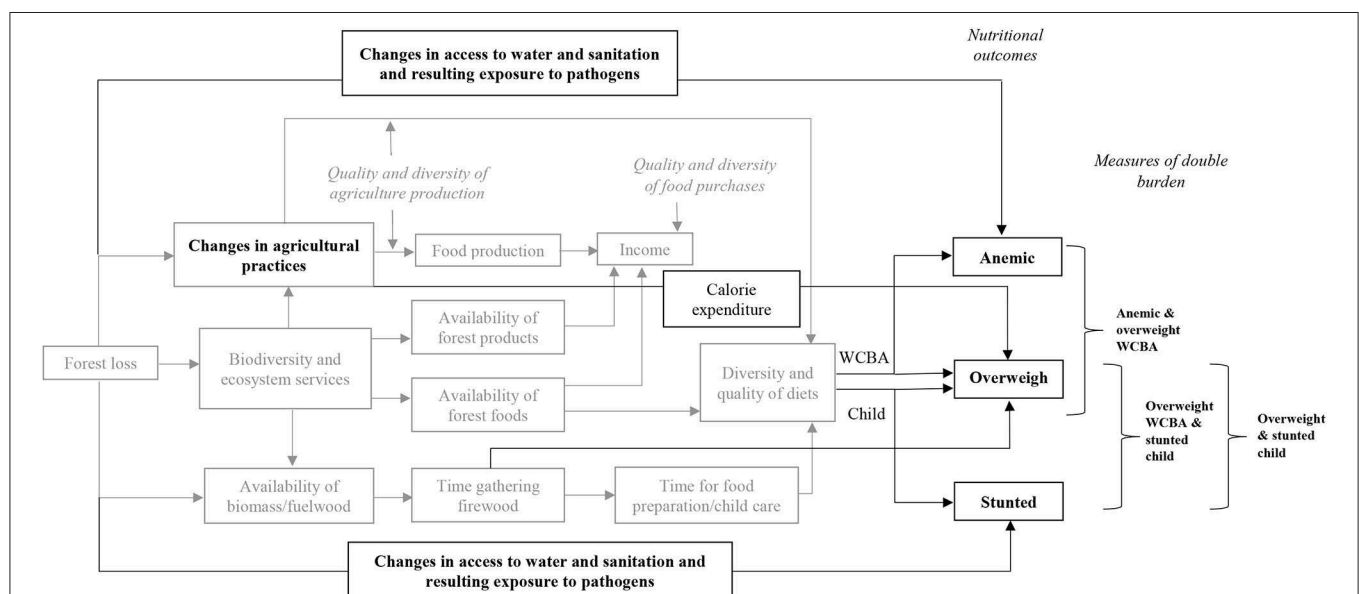 Changes in access to water and sanitation
and resulting exposure to pathogens
Nutritional
outcomes
Quality and diversity of
agriculture production
Quality and diversity
of food purchases
Measures of double
burden
Changes in agricultural
practices
Food production
Income
Anemic
Calorie
expenditure
Availability of
forest products
Anemic &
overweight
WCBA
Forest loss
Biodiversity and
ecosystem services
WCBA
Diversity and
quality of diets
Overweigh
Availability of
forest foods
Child
Overweight
WCBA &
stunted
child
Overweight
& stunted
child
Availability of
biomass/fuelwood
Time gathering
firewood
Time for food
preparation/child care
Stunted
Changes in access to water and sanitation and
resulting exposure to pathogens